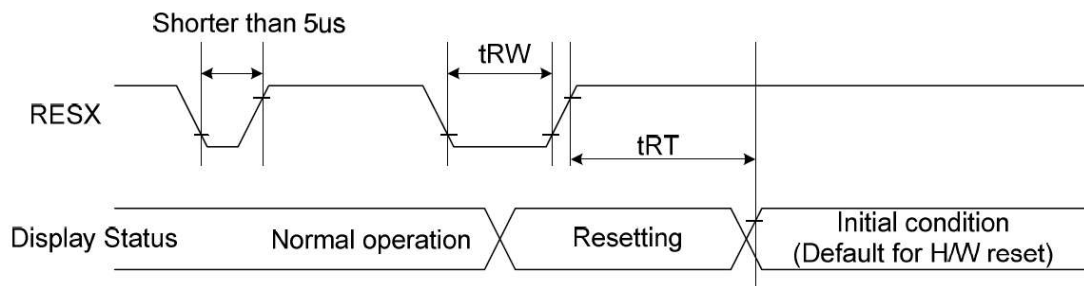 Shorter than 5us
tRW
RESX
tRT
Display Status
Normal operation
Resetting
Initial condition
(Default for H/W reset)